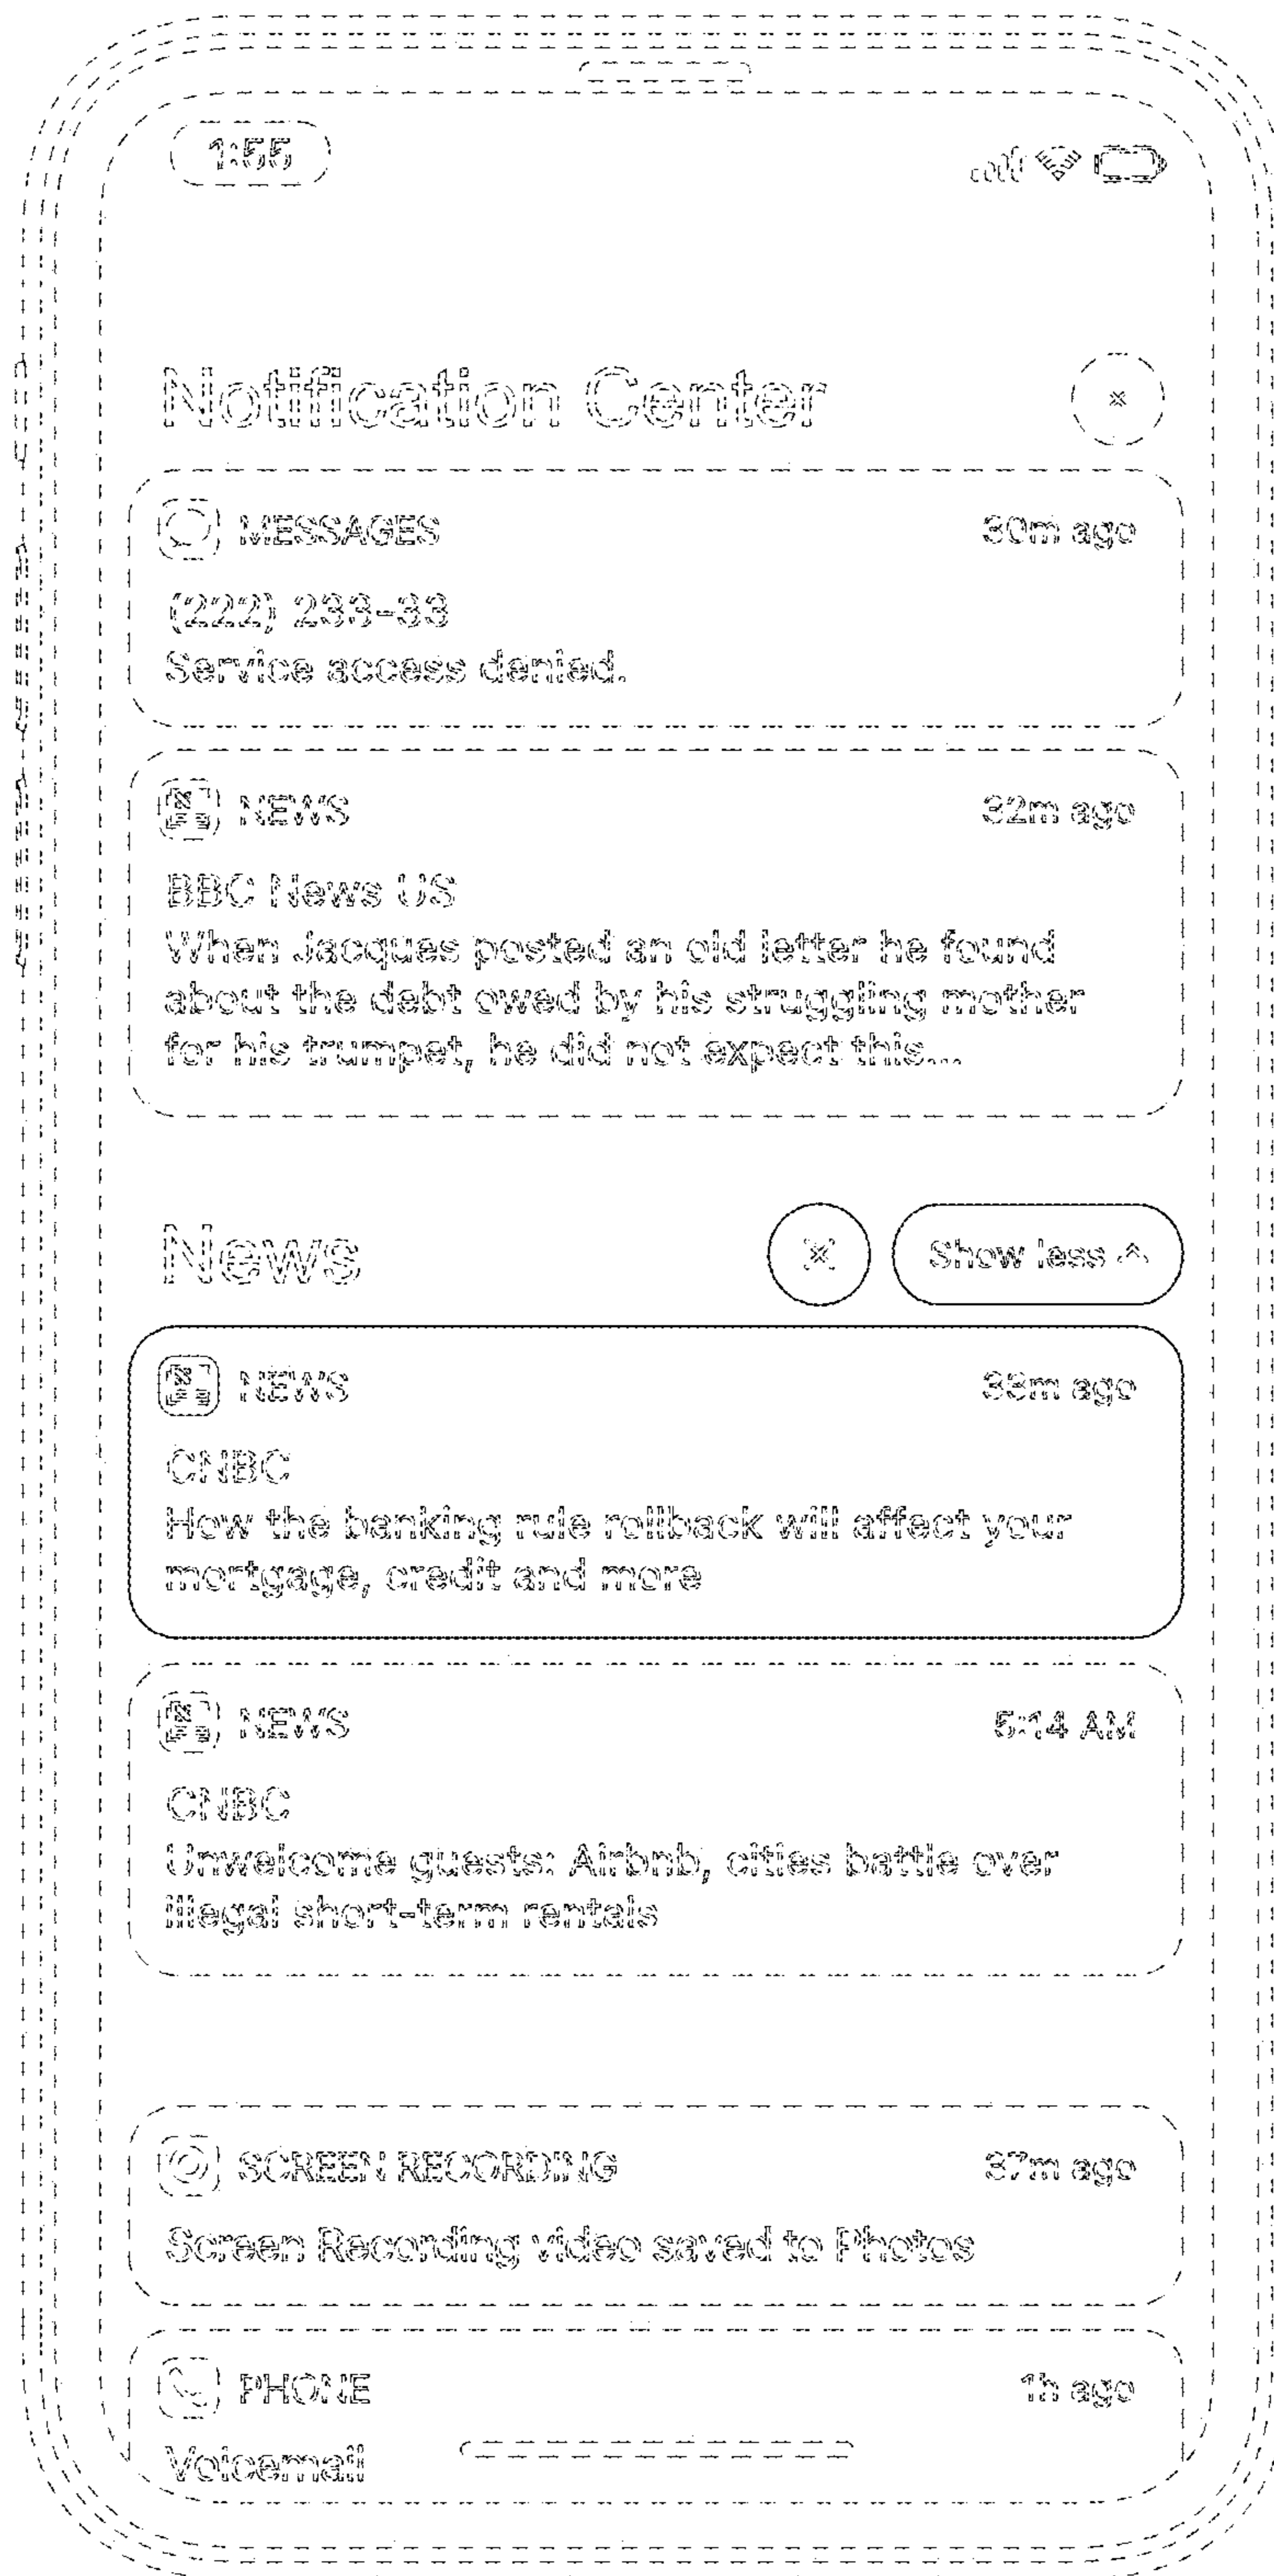 1:55
Notification Center
MESSAGES 30m ago
(222) 233-33
Service access denied.
NEWS 32m ago
BBC News US
When Jacques posted an old letter he found
about the debt owed by his struggling mother
for his trumpet, he did not expect this...
News Show less
NEWS 33m ago
CNBC
How the banking rule rollback will affect your
mortgage, credit and more
NEWS 5:14 AM
CNBC
Unwelcome guests: Airbnb, cities battle over
illegal short-term rentals
SCREEN RECORDING 37m ago
Screen Recording video saved to Photos
PHONE 1h ago
Voicemail